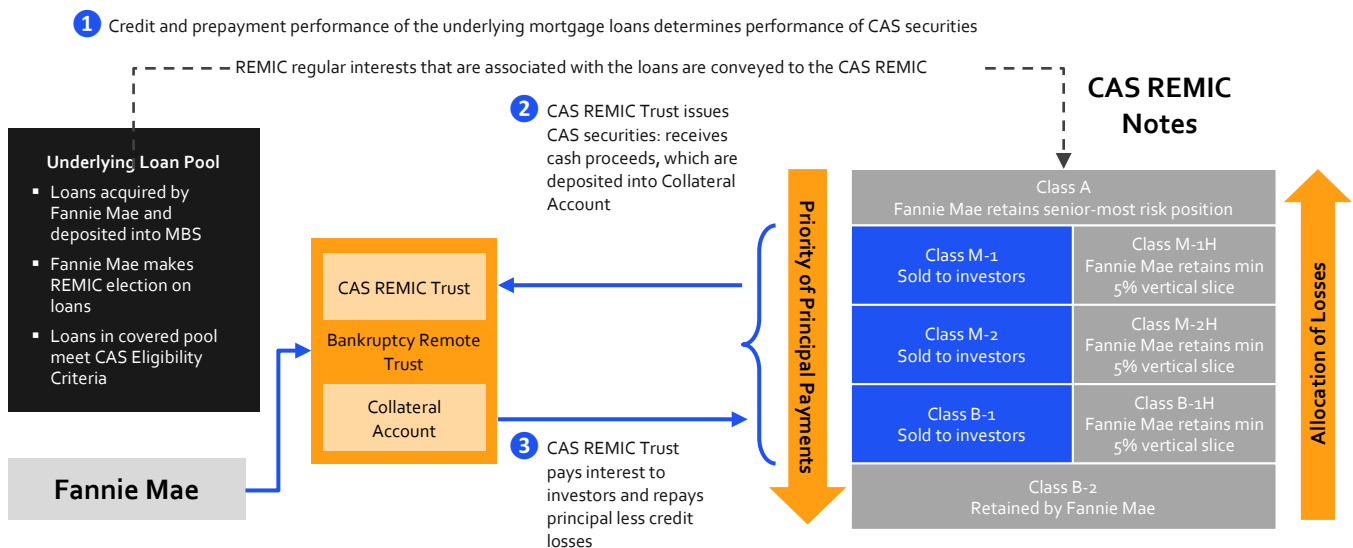 1 Credit and prepayment performance of the underlying mortgage loans determines performance of CAS securities
REMIC regular interests that are associated with the loans are conveyed to the CAS REMIC
CAS REMIC
Notes
2 CAS REMIC Trust issues
CAS securities: receives
cash proceeds, which are
deposited into Collateral
Account
Underlying Loan Pool
▪ Loans acquired by
Fannie Mae and
deposited into MBS
▪ Fannie Mae makes
REMIC election on
loans
▪ Loans in covered pool
meet CAS Eligibility
Criteria
Fannie Mae
CAS REMIC Trust
Bankruptcy Remote
Trust
Collateral
Account
3 CAS REMIC Trust
pays interest to
investors and repays
principal less credit
losses
Priority of Principal Payments
Class A
Fannie Mae retains senior-most risk position
Class M-1
Sold to investors
Class M-1H
Fannie Mae retains min
5% vertical slice
Class M-2
Sold to investors
Class M-2H
Fannie Mae retains min
5% vertical slice
Class B-1
Sold to investors
Class B-1H
Fannie Mae retains min
5% vertical slice
Class B-2
Retained by Fannie Mae
Allocation of Losses